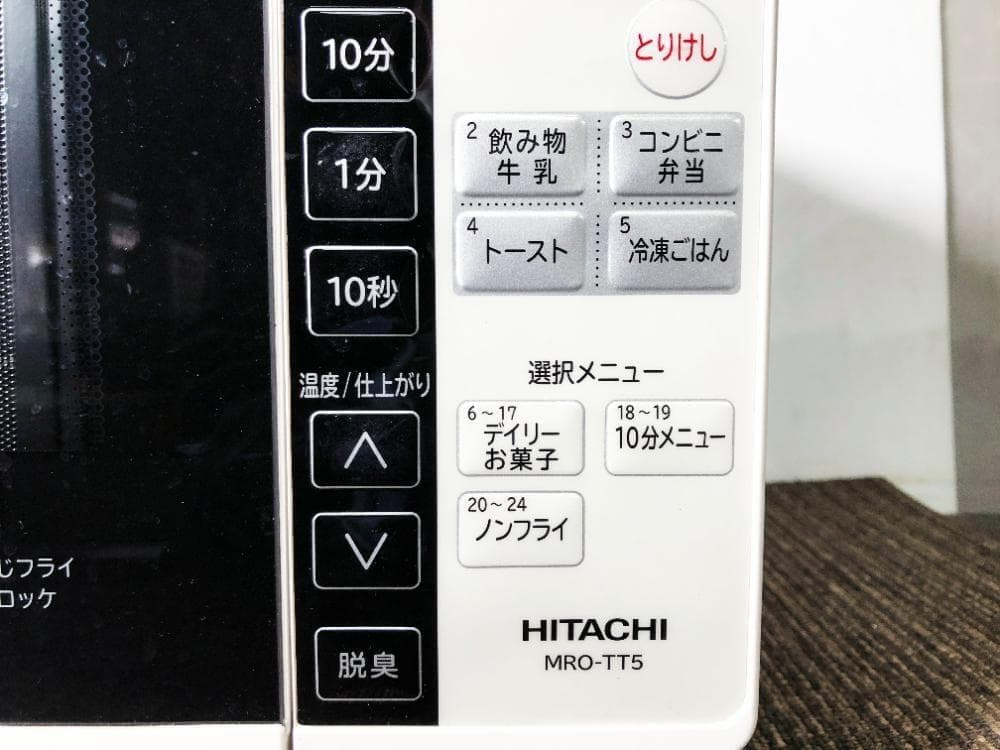 10分
1分
10秒
温度/仕上がり
脱臭
とりけし
2 飲み物
牛乳
3 コンビニ
弁当
4 トースト
5 冷凍ごはん
選択メニュー
6～17
デイリー
お菓子
18～19
10分メニュー
20～24
ノンフライ
HITACHI
MRO-TT5
じフライ
ロッケ